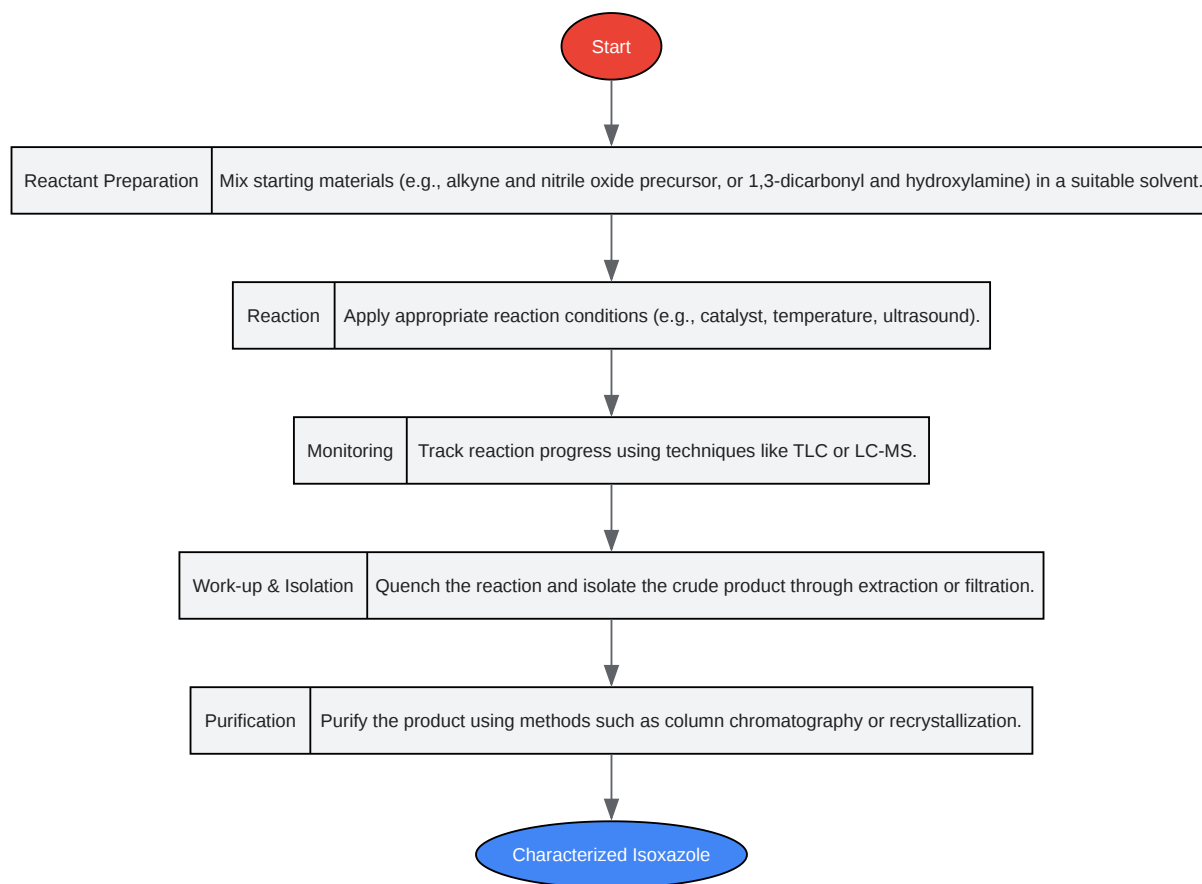 Start
Reactant Preparation
Mix starting materials (e.g., alkyne and nitrile oxide precursor, or 1,3-dicarbonyl and hydroxylamine) in a suitable solvent.
Reaction
Apply appropriate reaction conditions (e.g., catalyst, temperature, ultrasound).
Monitoring
Track reaction progress using techniques like TLC or LC-MS.
Work-up & Isolation
Quench the reaction and isolate the crude product through extraction or filtration.
Purification
Purify the product using methods such as column chromatography or recrystallization.
Characterized Isoxazole